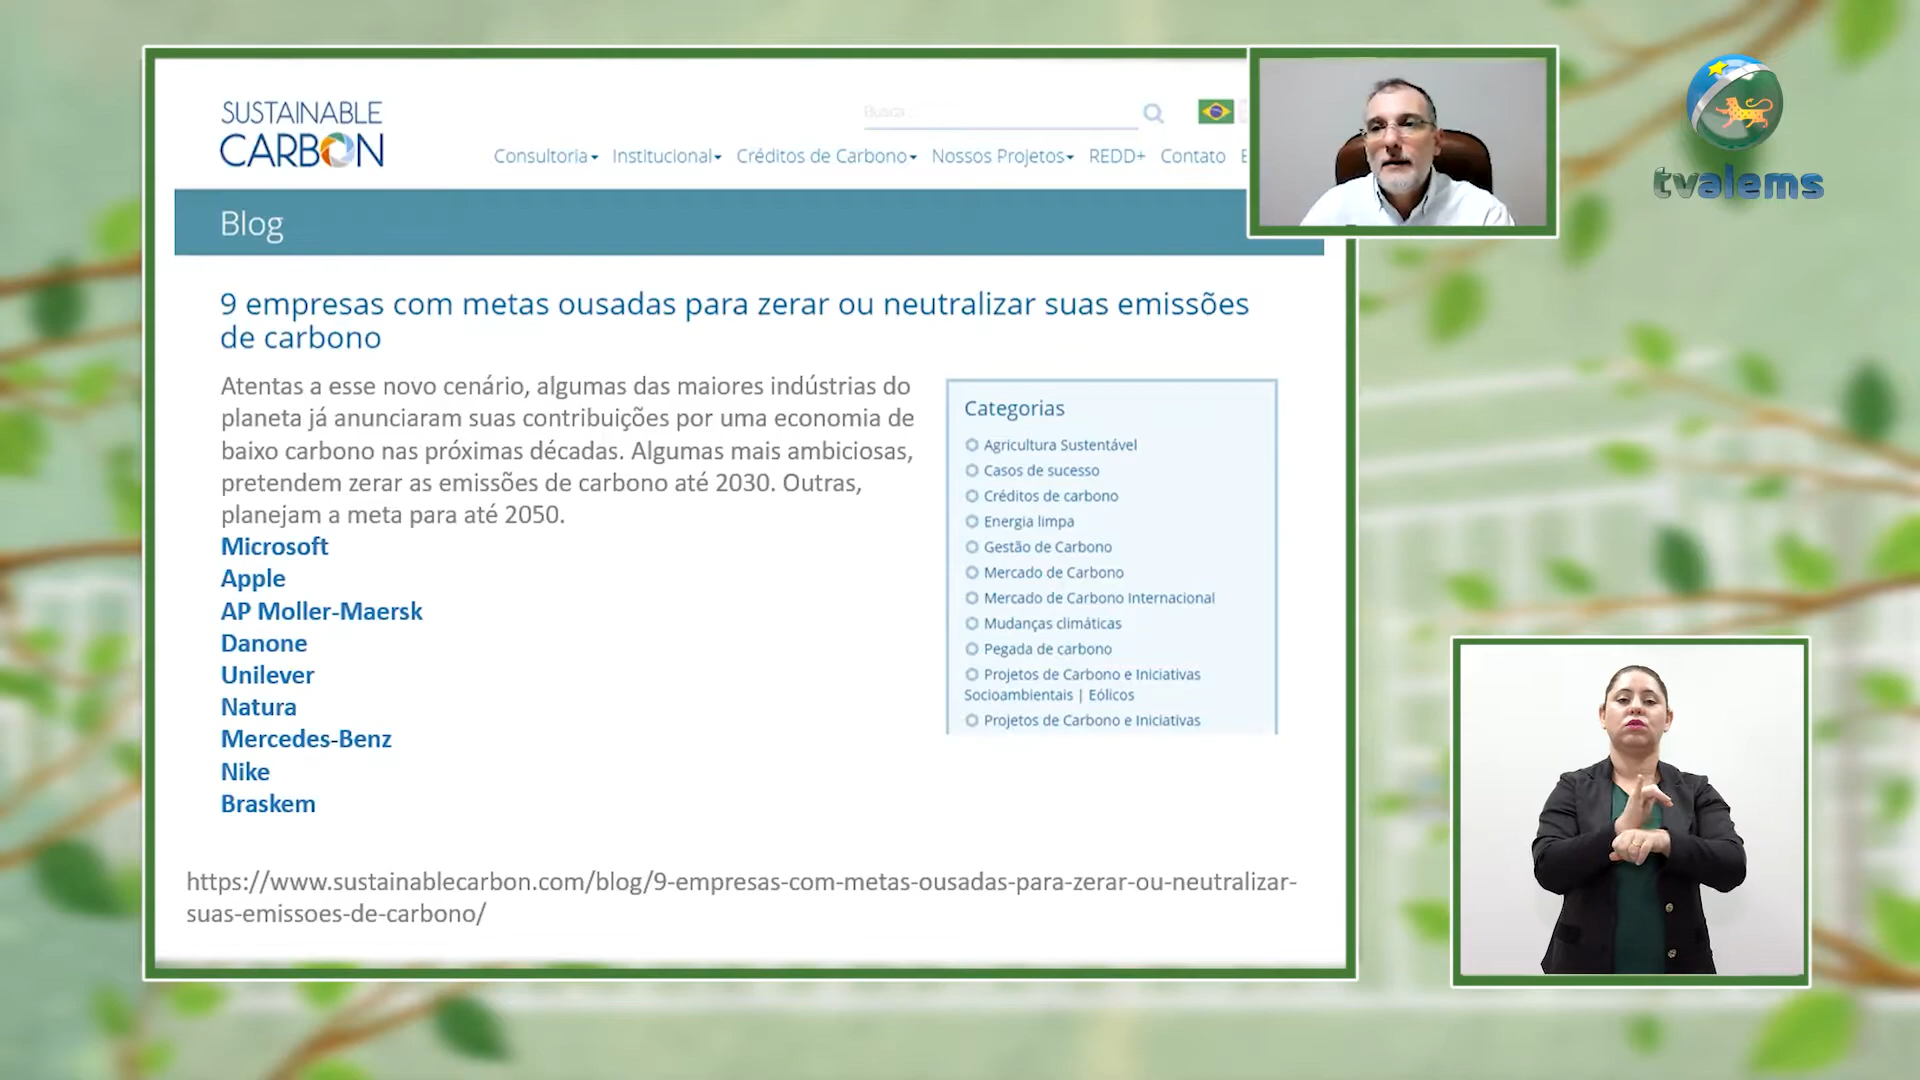 SUSTAINABLE
CARBON
Busca...
Consultoria
Institucional
Créditos de Carbono
Nossos Projetos
REDD+
Contato
Blog
9 empresas com metas ousadas para zerar ou neutralizar suas emissões
de carbono
Atentas a esse novo cenário, algumas das maiores indústrias do
planeta já anunciaram suas contribuições por uma economia de
baixo carbono nas próximas décadas. Algumas mais ambiciosas,
pretendem zerar as emissões de carbono até 2030. Outras,
planejam a meta para até 2050.
Microsoft
Apple
AP Moller-Maersk
Danone
Unilever
Natura
Mercedes-Benz
Nike
Braskem
Categorias
Agricultura Sustentável
Casos de sucesso
Créditos de carbono
Energia limpa
Gestão de Carbono
Mercado de Carbono
Mercado de Carbono Internacional
Mudanças climáticas
Pegada de carbono
Projetos de Carbono e Iniciativas
Socioambientais | Eólicos
Projetos de Carbono e Iniciativas
https://www.sustainablecarbon.com/blog/9-empresas-com-metas-ousadas-para-zerar-ou-neutralizar-
suas-emissoes-de-carbono/
tvalems